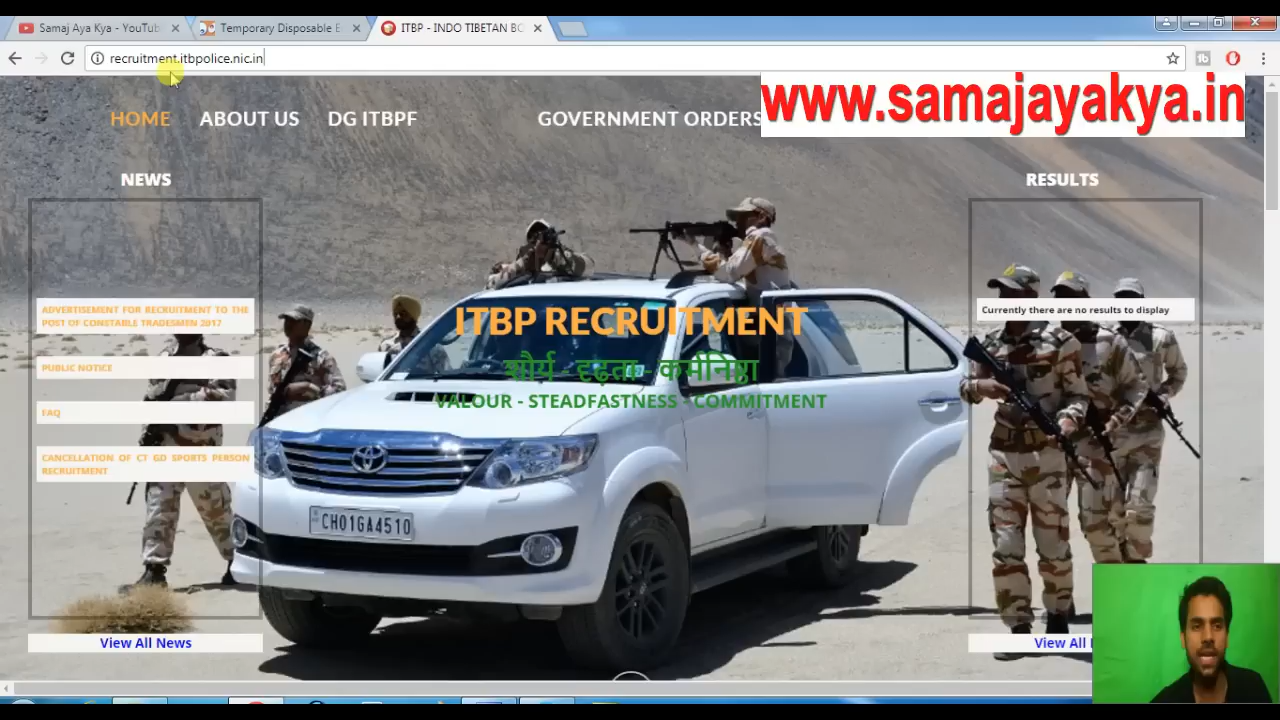 Samaj Aya Kya - YouTub
Temporary Disposable E
ITBP - INDO TIBETAN BO
recruitment.itbpolice.nic.in
www.samajayakya.in
HOME
ABOUT US
DG ITBPF
GOVERNMENT ORDERS
NEWS
RESULTS
ADVERTISEMENT FOR RECRUITMENT TO THE
POST OF CONSTABLE TRADESMEN 2017
Currently there are no results to display
ITBP RECRUITMENT
शौर्य - दृढ़ता - कर्मनिष्ठा
VALOUR - STEADFASTNESS - COMMITMENT
PUBLIC NOTICE
FAQ
CANCELLATION OF CT GD SPORTS PERSON
RECRUITMENT
CH01GA4510
View All News
View All